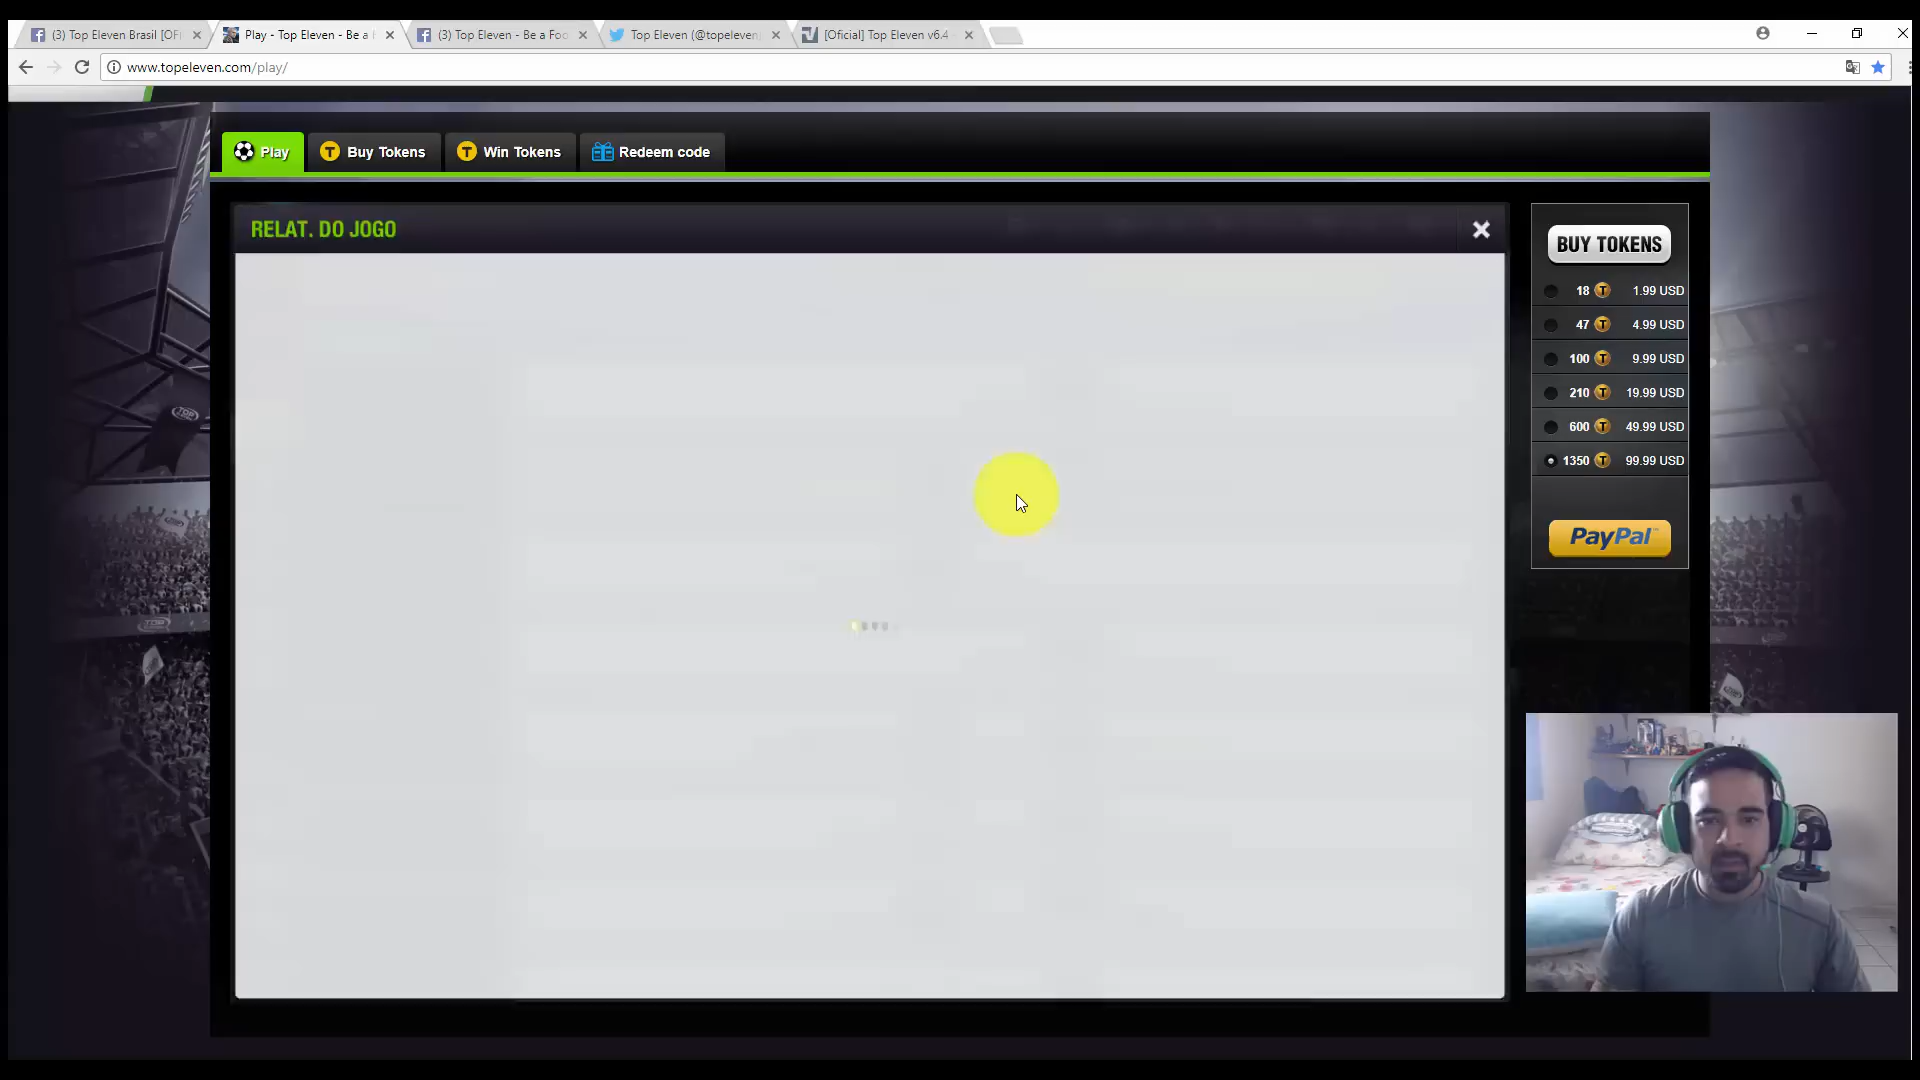 (3) Top Eleven Brasil [OFI
Play - Top Eleven - Be a f
(3) Top Eleven - Be a Foo
Top Eleven (@topeleven
[Oficial] Top Eleven v6.4 -
www.topeleven.com/play/
Play
Buy Tokens
Win Tokens
Redeem code
RELAT. DO JOGO
BUY TOKENS
18 T 1.99 USD
47 T 4.99 USD
100 T 9.99 USD
210 T 19.99 USD
600 T 49.99 USD
1350 T 99.99 USD
PayPal